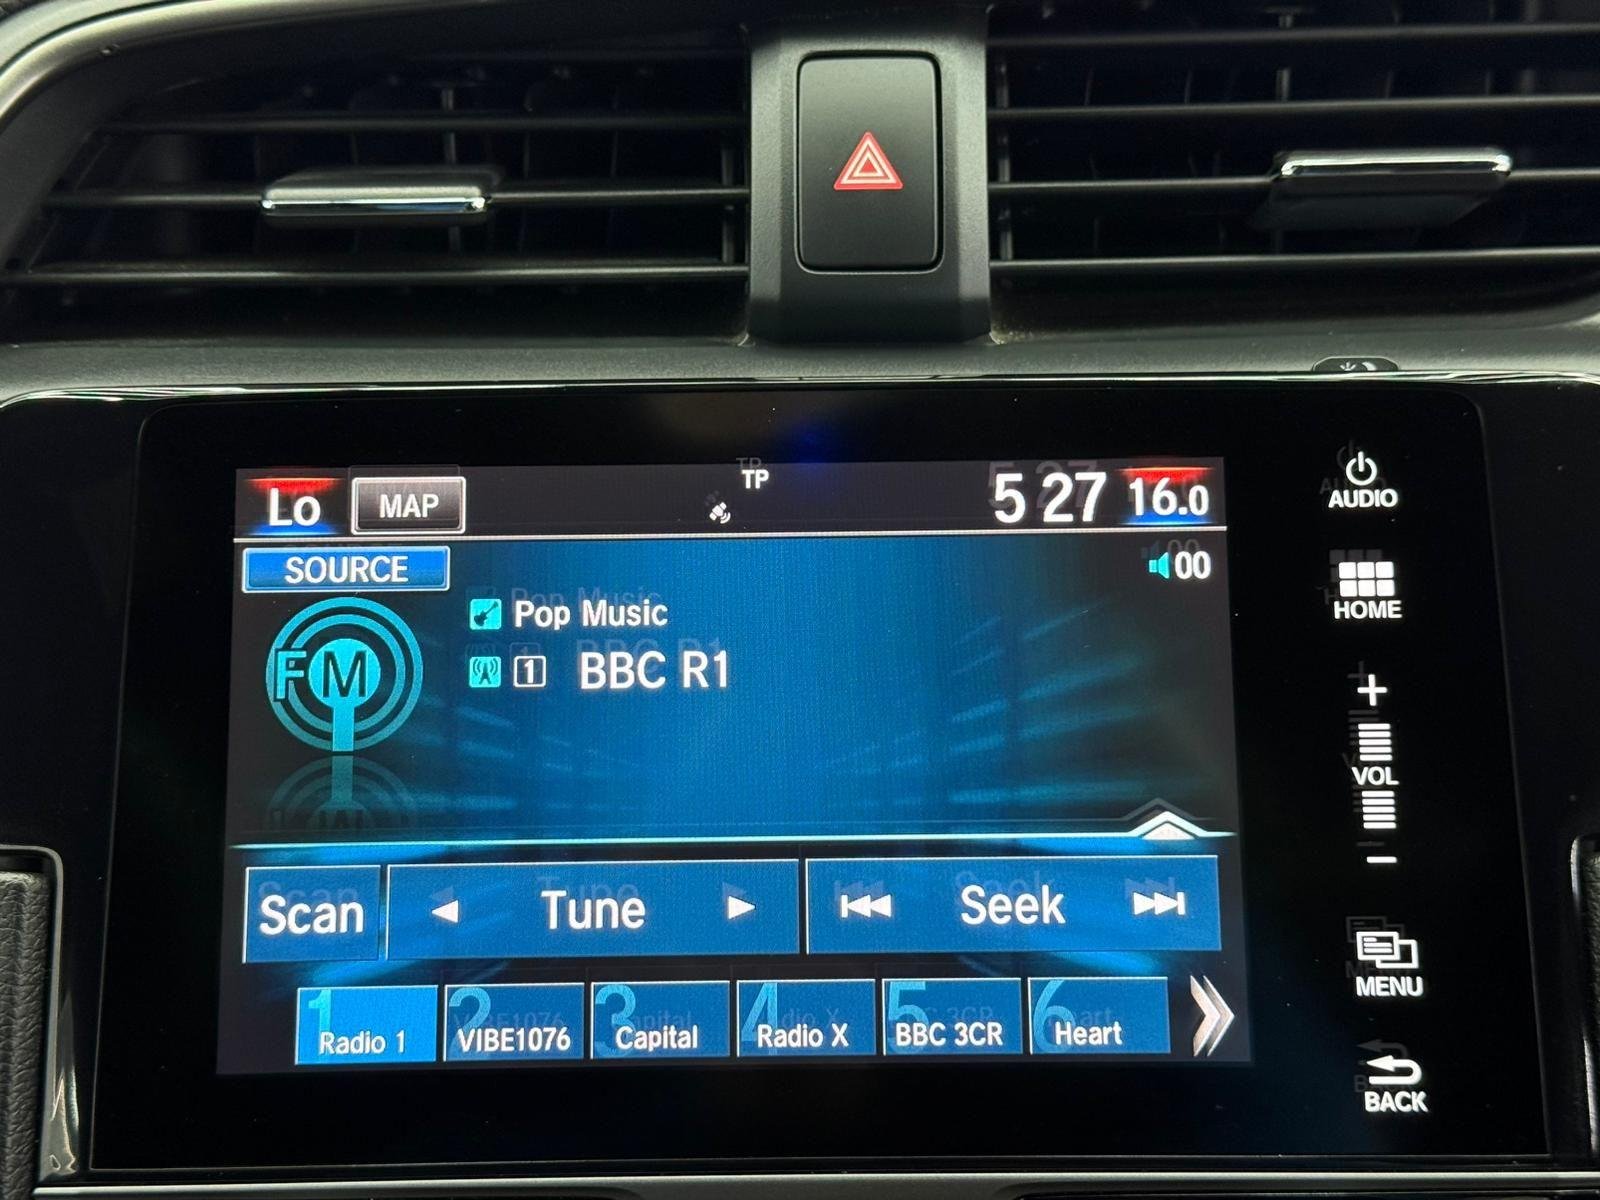 Lo MAP TP 5 27 16.0
SOURCE 00
FM
Pop Music
1 BBC R1
Scan Tune Seek
1 Radio 1
2 VIBE1076
3 Capital
4 Radio X
5 BBC 3CR
6 Heart
AUDIO
HOME
+
VOL
−
MENU
BACK